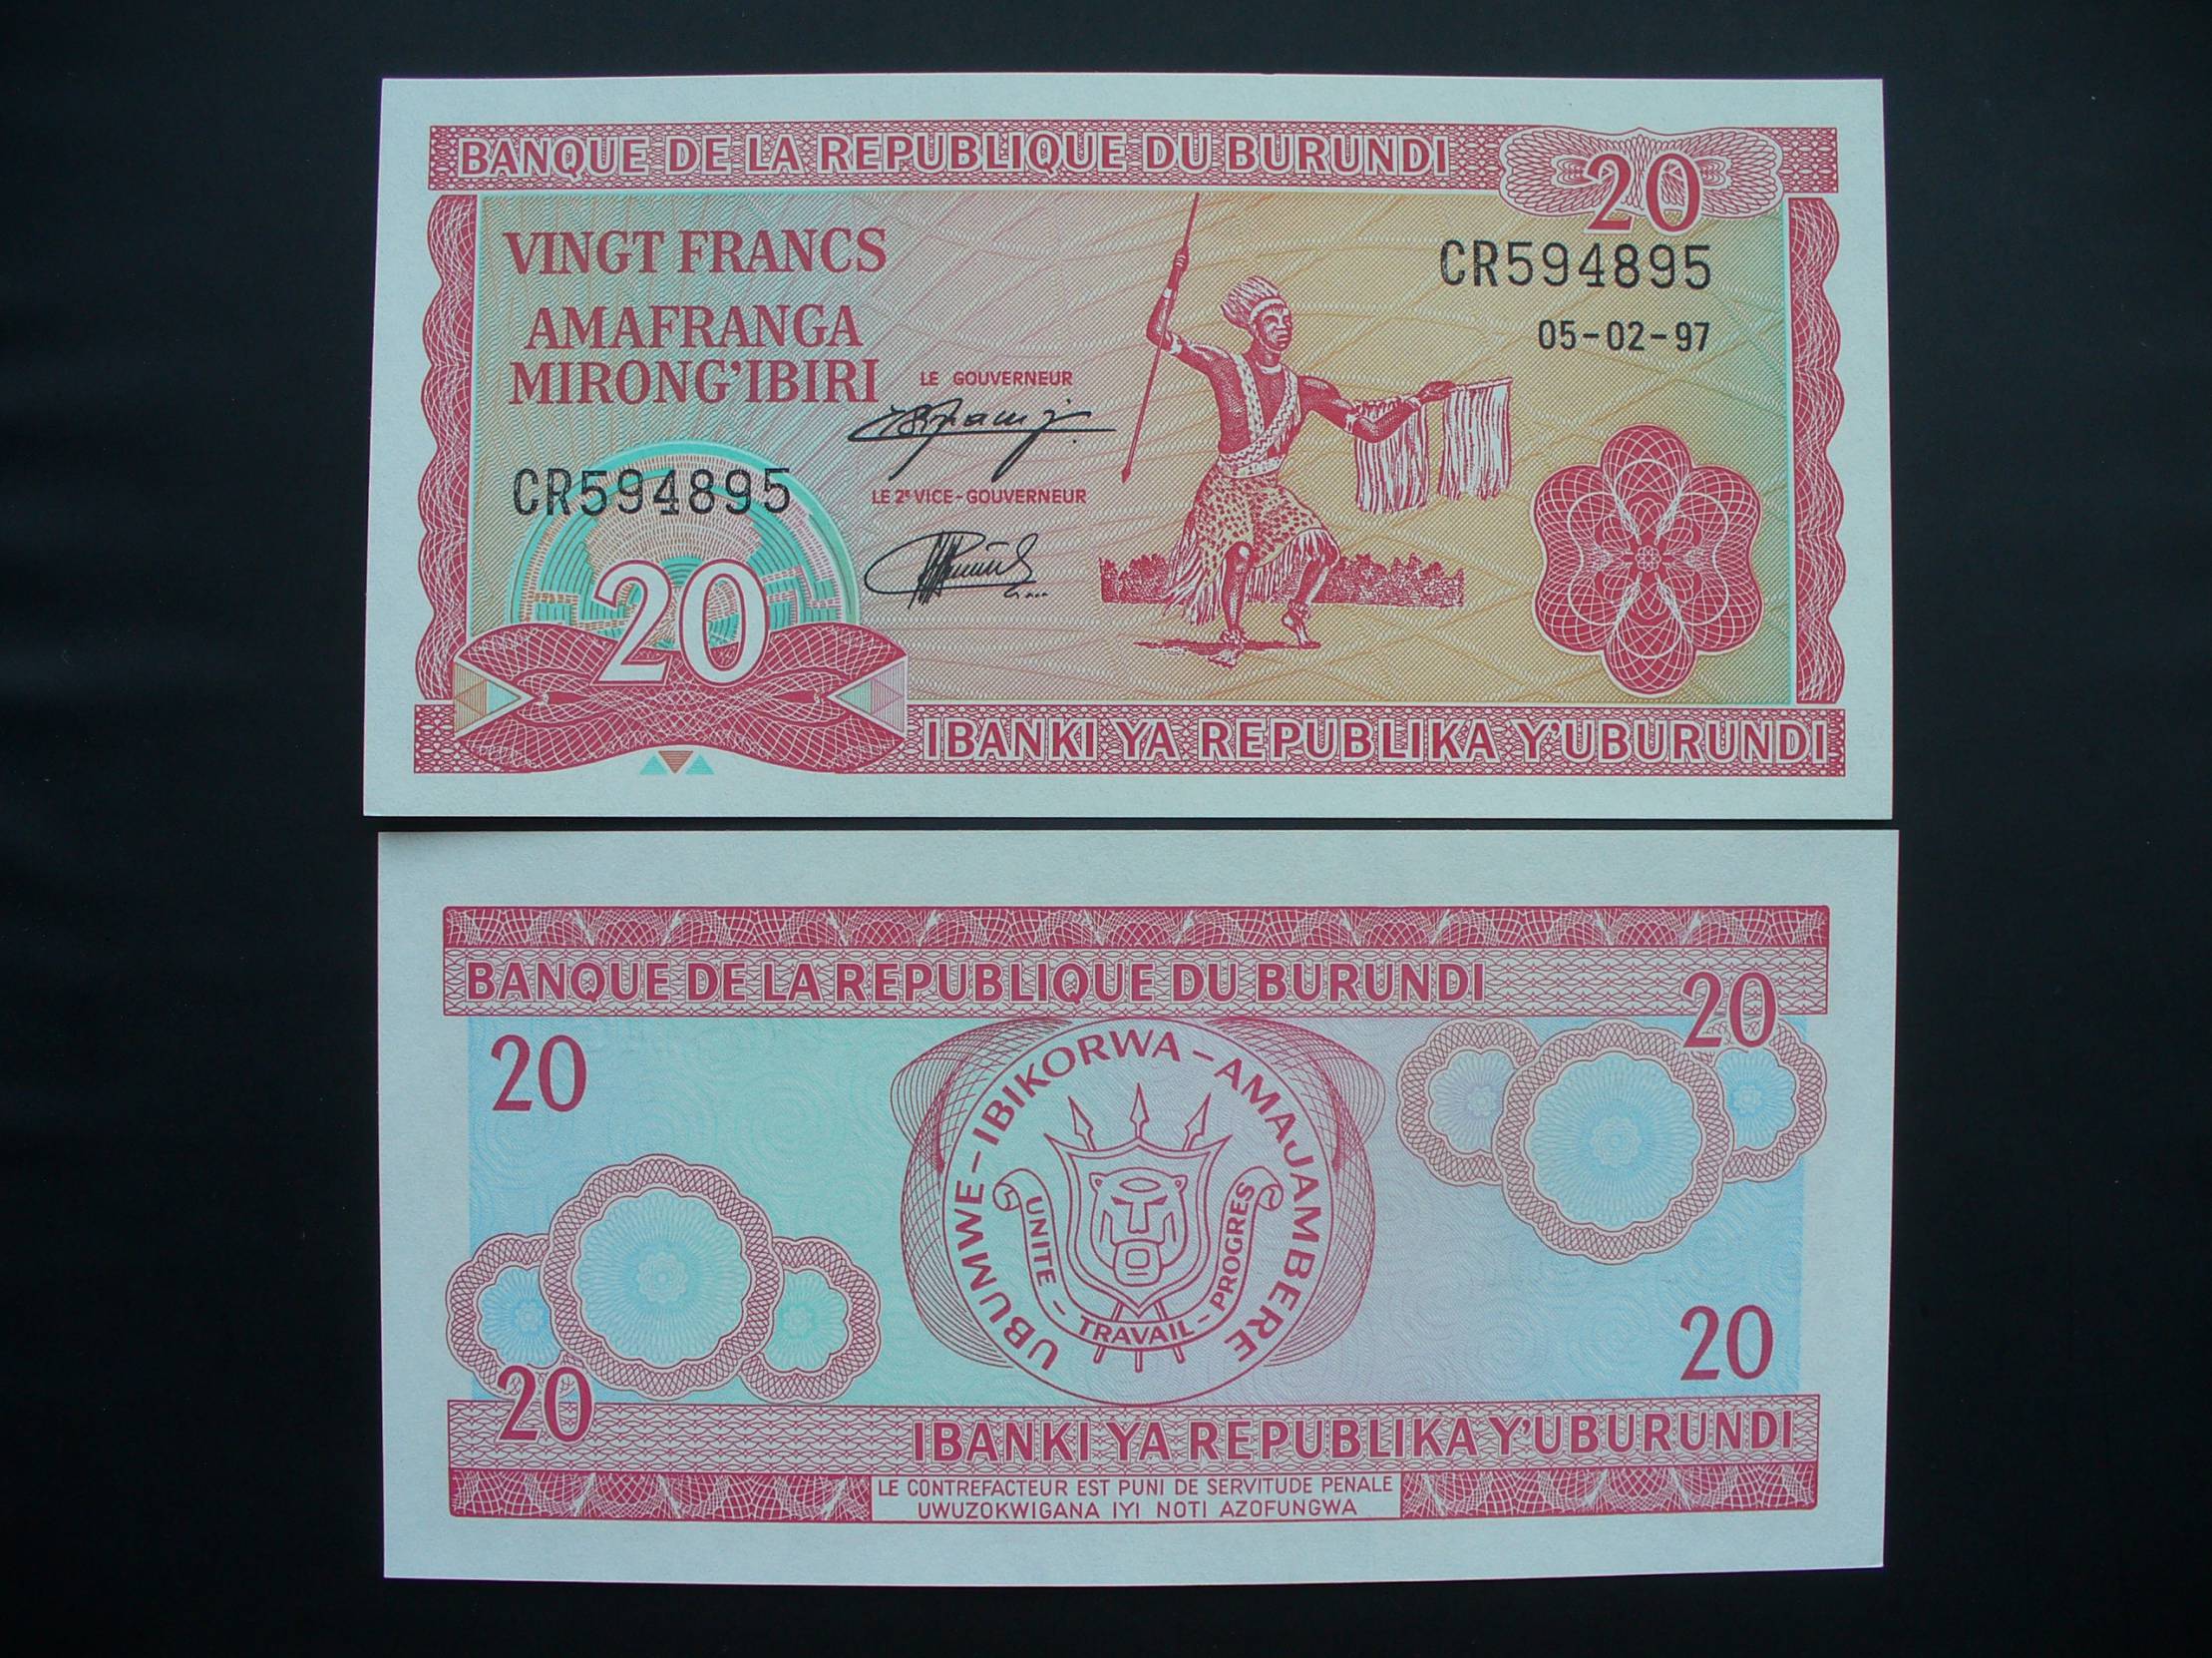 BANQUE DE LA REPUBLIQUE DU BURUNDI
20
VINGT FRANCS
CR594895
AMAFRANGA
05-02-97
MIRONG'IBIRI
LE GOUVERNEUR
CR594895
LE 2e VICE-GOUVERNEUR
20
IBANKI YA REPUBLIKA Y'UBURUNDI
BANQUE DE LA REPUBLIQUE DU BURUNDI
20
20
UBUMWE-IBIKORWA-AMAJAMBERE
UNITE - TRAVAIL - PROGRES
20
20
IBANKI YA REPUBLIKA Y'UBURUNDI
LE CONTREFACTEUR EST PUNI DE SERVITUDE PENALE
UWUZOKWIGANA IYI NOTI AZOFUNGWA